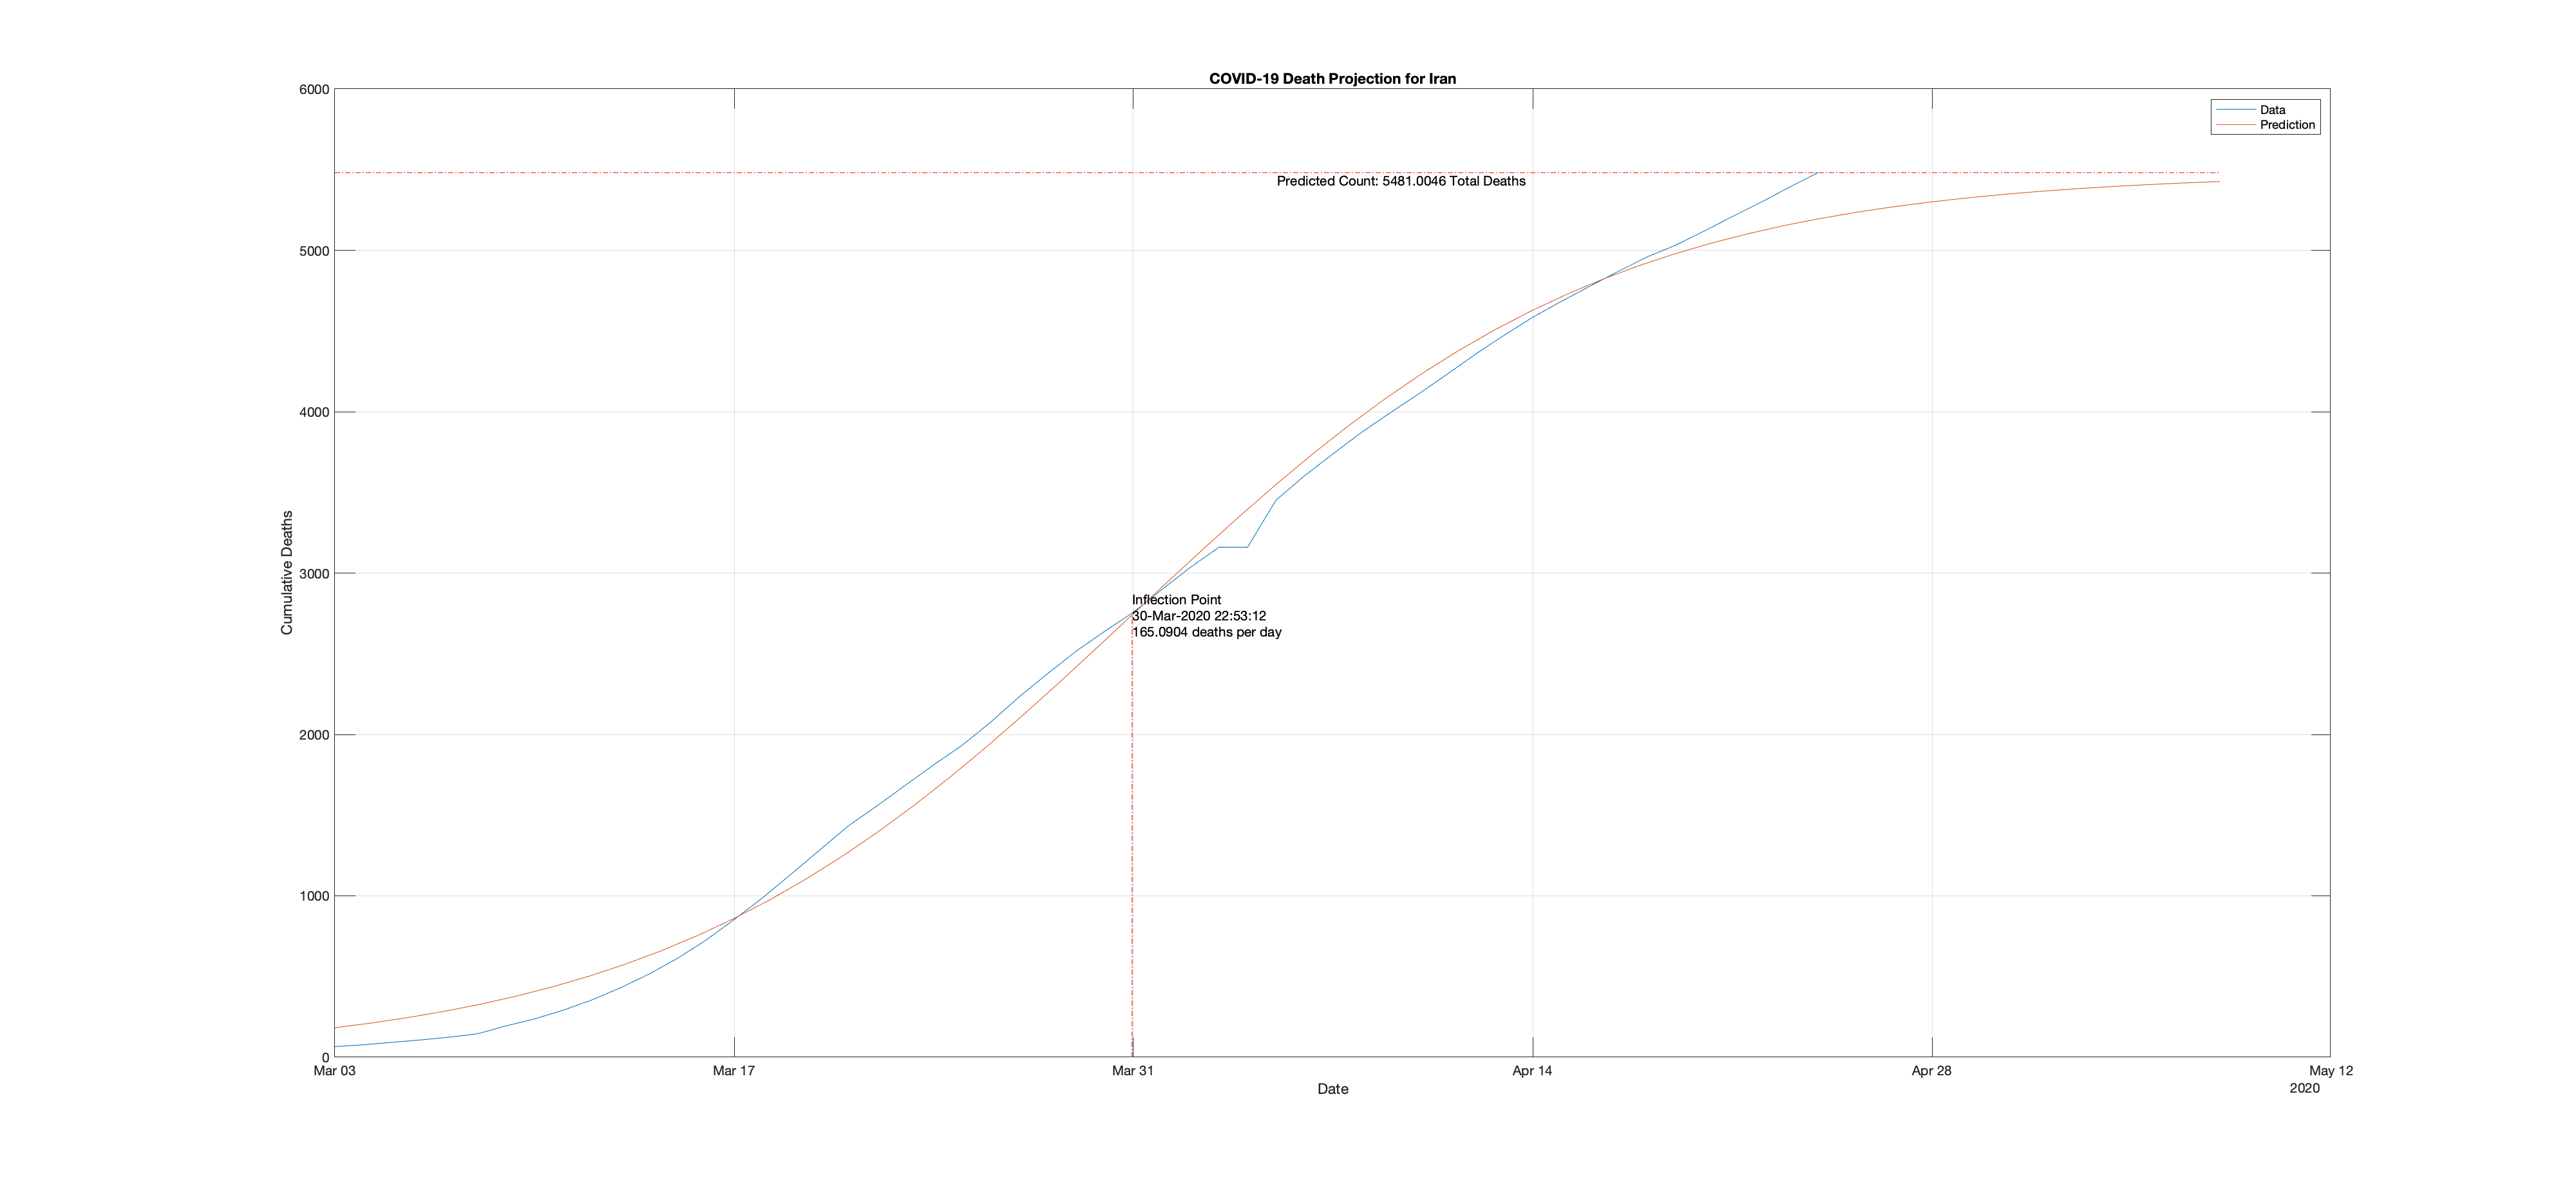 COVID-19 Death Projection for Iran
6000
Data
Prediction
Predicted Count: 5481.0046 Total Deaths
5000
4000
Cumulative Deaths
3000
Inflection Point
30-Mar-2020 22:53:12
165.0904 deaths per day
2000
1000
0
Mar 03
Mar 17
Mar 31
Apr 14
Apr 28
May 12
Date
2020